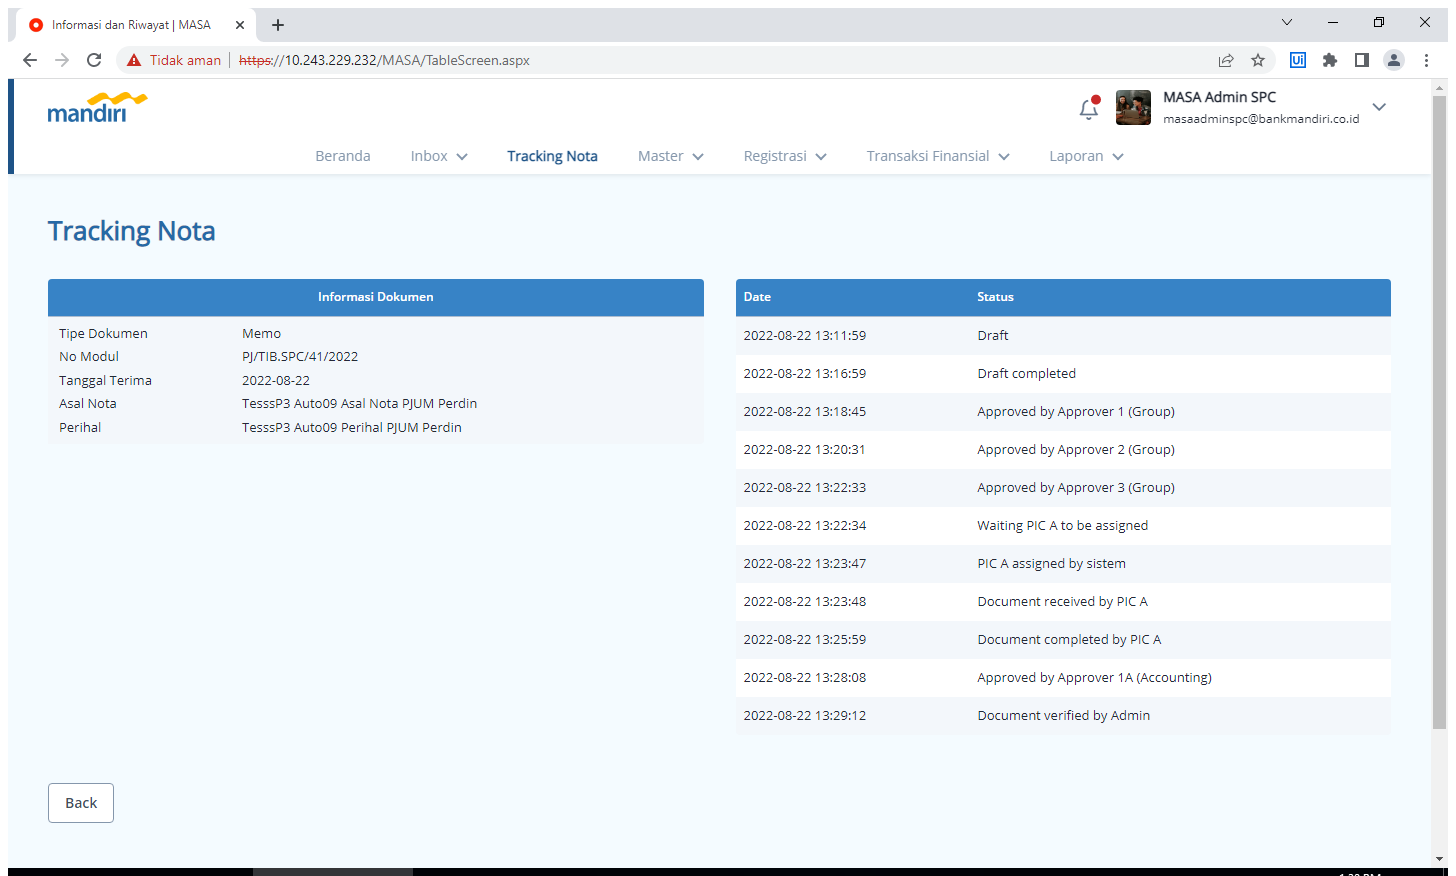 Informasi dan Riwayat | MASA
Tidak aman https://10.243.229.232/MASA/TableScreen.aspx
mandiri
MASA Admin SPC
masaadminspc@bankmandiri.co.id
Beranda Inbox Tracking Nota Master Registrasi Transaksi Finansial Laporan
Tracking Nota
Informasi Dokumen
Tipe Dokumen Memo
No Modul PJ/TIB.SPC/41/2022
Tanggal Terima 2022-08-22
Asal Nota TesssP3 Auto09 Asal Nota PJUM Perdin
Perihal TesssP3 Auto09 Perihal PJUM Perdin
Date Status
2022-08-22 13:11:59 Draft
2022-08-22 13:16:59 Draft completed
2022-08-22 13:18:45 Approved by Approver 1 (Group)
2022-08-22 13:20:31 Approved by Approver 2 (Group)
2022-08-22 13:22:33 Approved by Approver 3 (Group)
2022-08-22 13:22:34 Waiting PIC A to be assigned
2022-08-22 13:23:47 PIC A assigned by sistem
2022-08-22 13:23:48 Document received by PIC A
2022-08-22 13:25:59 Document completed by PIC A
2022-08-22 13:28:08 Approved by Approver 1A (Accounting)
2022-08-22 13:29:12 Document verified by Admin
Back